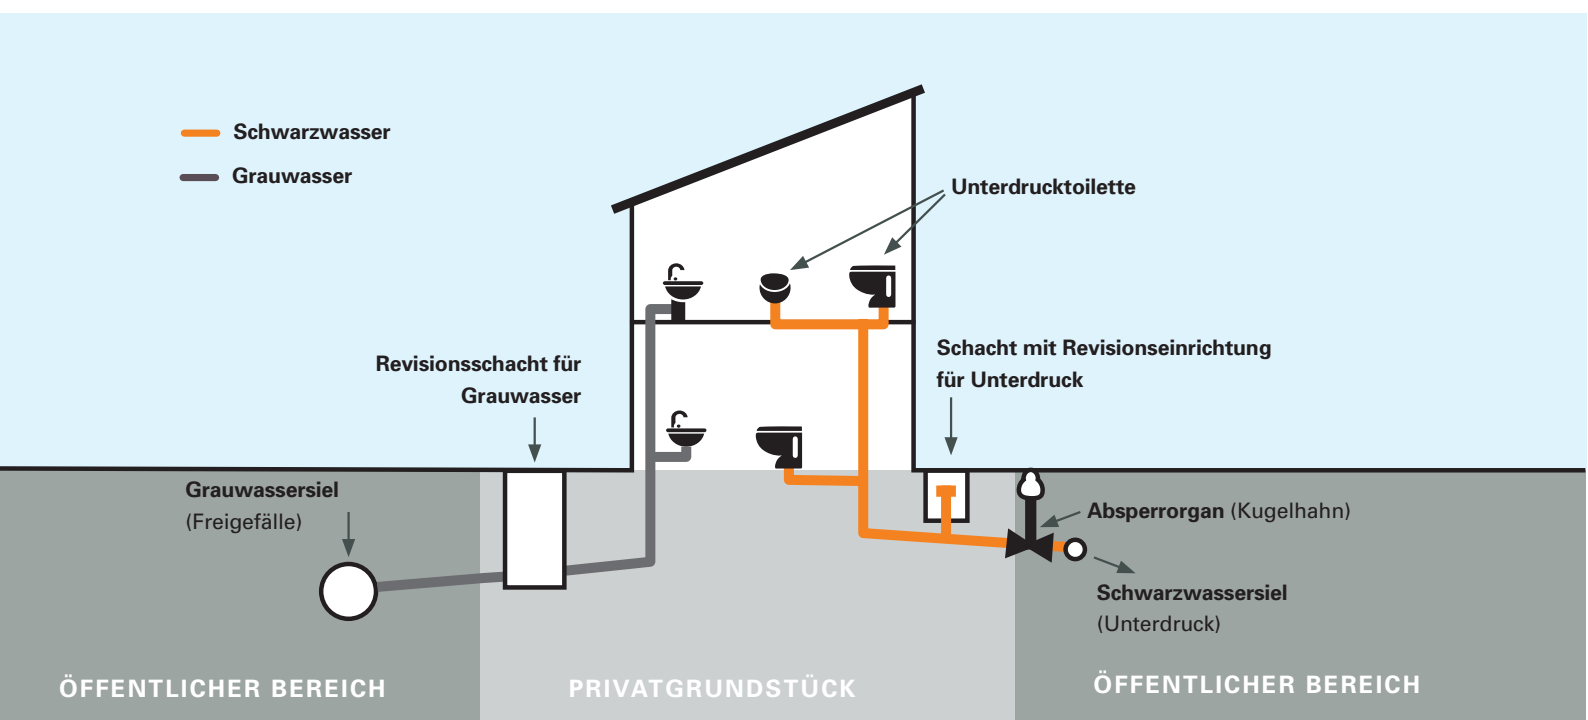 Schwarzwasser
Grauwasser
Unterdrucktoilette
Revisionsschacht für
Grauwasser
Schacht mit Revisionseinrichtung
für Unterdruck
Grauwassersiel
(Freigefälle)
Absperrorgan (Kugelhahn)
Schwarzwassersiel
(Unterdruck)
ÖFFENTLICHER BEREICH
PRIVATGRUNDSTÜCK
ÖFFENTLICHER BEREICH